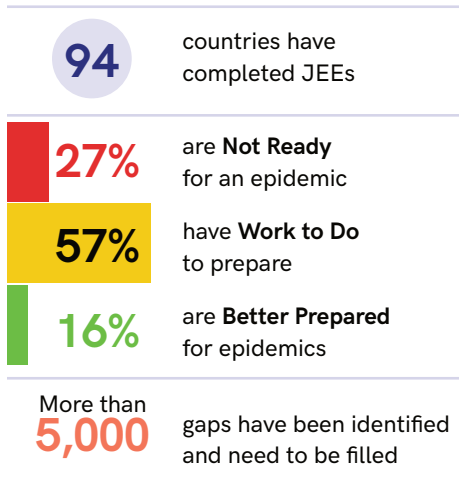 94
countries have
completed JEEs
27%
are Not Ready
for an epidemic
57%
have Work to Do
to prepare
16%
are Better Prepared
for epidemics
More than
5,000
gaps have been identified
and need to be filled